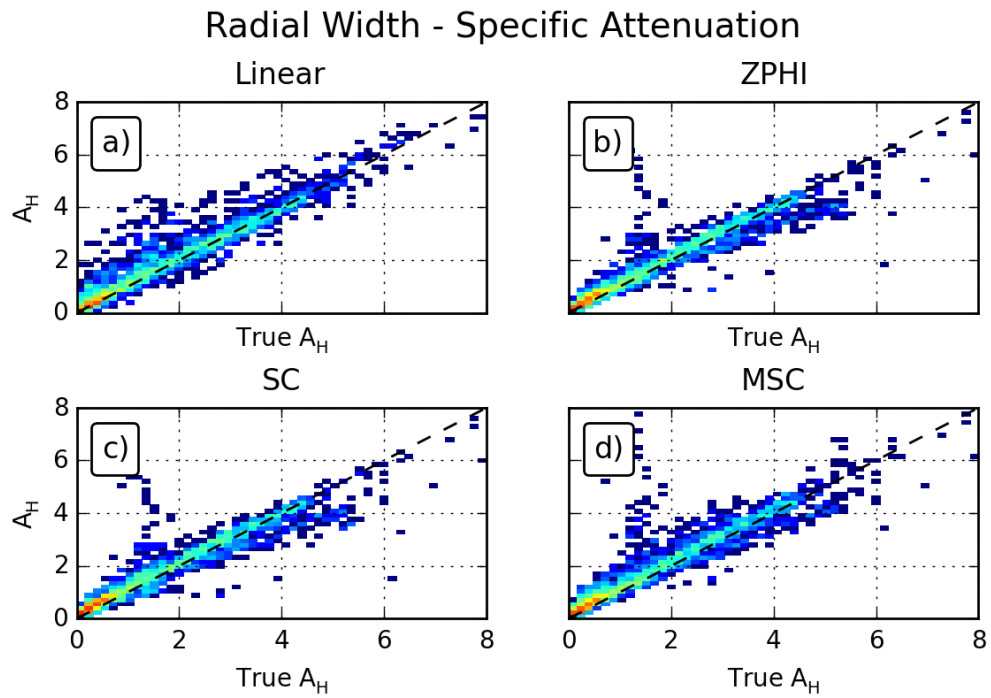 Radial Width - Specific Attenuation
Linear
ZPHI
8
6
4
2
0
A_H
a)
b)
True A_H
True A_H
SC
MSC
8
6
4
2
0
A_H
c)
d)
0 2 4 6 8
0 2 4 6 8
True A_H
True A_H